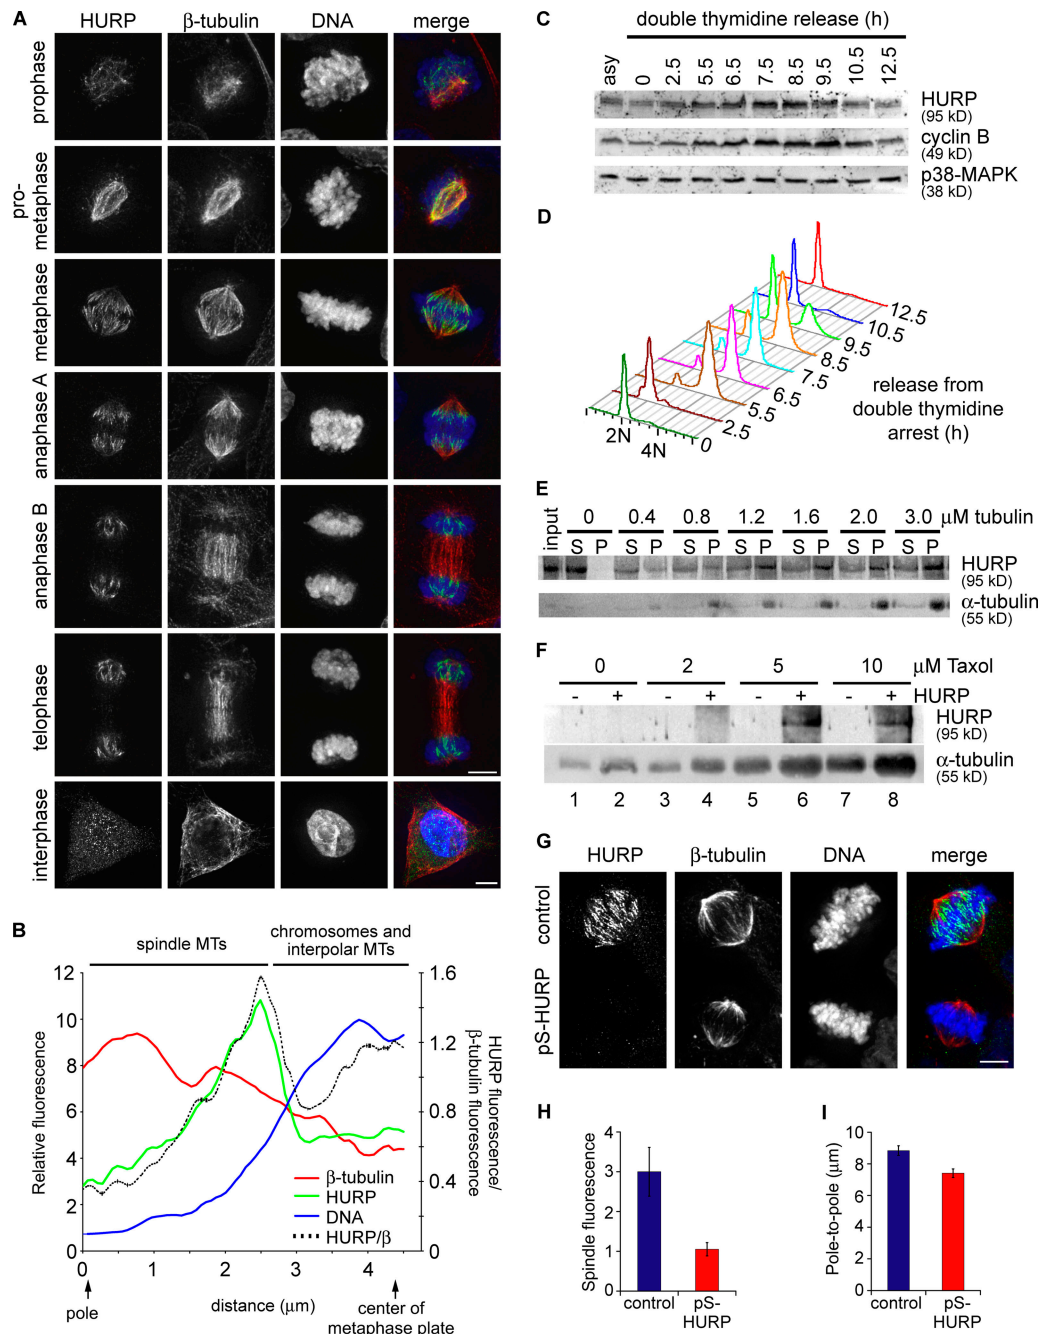 A
HURP
β-tubulin
DNA
merge
prophase
pro-
metaphase
metaphase
anaphase A
anaphase B
telophase
interphase
B
spindle MTs
chromosomes and
interpolar MTs
12
10
8
6
4
2
0
Relative fluorescence
1.6
1.2
0.8
0.4
0
HURP fluorescence/
β-tubulin fluorescence
β-tubulin
HURP
DNA
HURP/β
0
1
2
3
4
distance (μm)
pole
center of
metaphase plate
C
double thymidine release (h)
asy
0
2.5
5.5
6.5
7.5
8.5
9.5
10.5
12.5
HURP
(95 kD)
cyclin B
(49 kD)
p38-MAPK
(38 kD)
D
2N
4N
0
2.5
5.5
6.5
7.5
8.5
9.5
10.5
12.5
release from
double thymidine
arrest (h)
E
input
0
0.4
0.8
1.2
1.6
2.0
3.0
μM tubulin
S P S P S P S P S P S P S P
HURP
(95 kD)
α-tubulin
(55 kD)
F
0
2
5
10
μM Taxol
- + - + - + - + HURP
HURP
(95 kD)
α-tubulin
(55 kD)
1 2 3 4 5 6 7 8
G
HURP
β-tubulin
DNA
merge
control
pS-HURP
H
Spindle fluorescence
4
3
2
1
0
control
pS-
HURP
I
Pole-to-pole (μm)
10
8
6
4
2
0
control
pS-
HURP